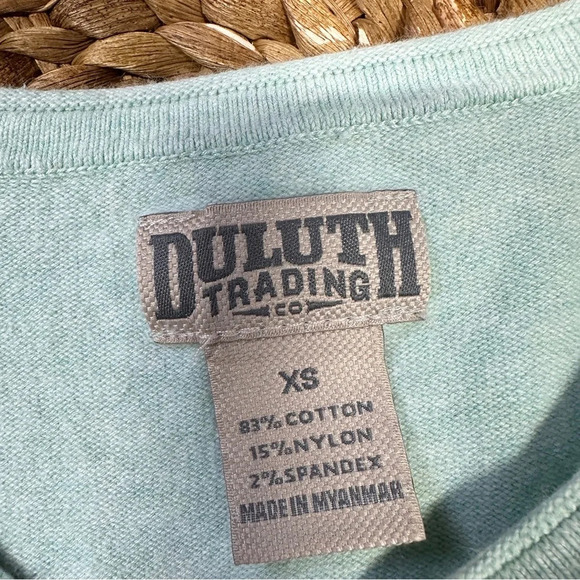 DULUTH
TRADING
CO
XS
83% COTTON
15% NYLON
2% SPANDEX
MADE IN MYANMAR